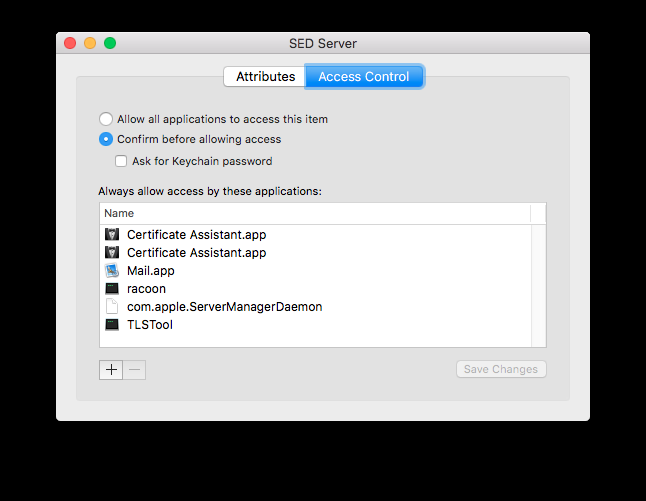 SED Server
Attributes Access Control
Allow all applications to access this item
Confirm before allowing access
Ask for Keychain password
Always allow access by these applications:
Name
Certificate Assistant.app
Certificate Assistant.app
Mail.app
racoon
com.apple.ServerManagerDaemon
TLSTool
+ − Save Changes